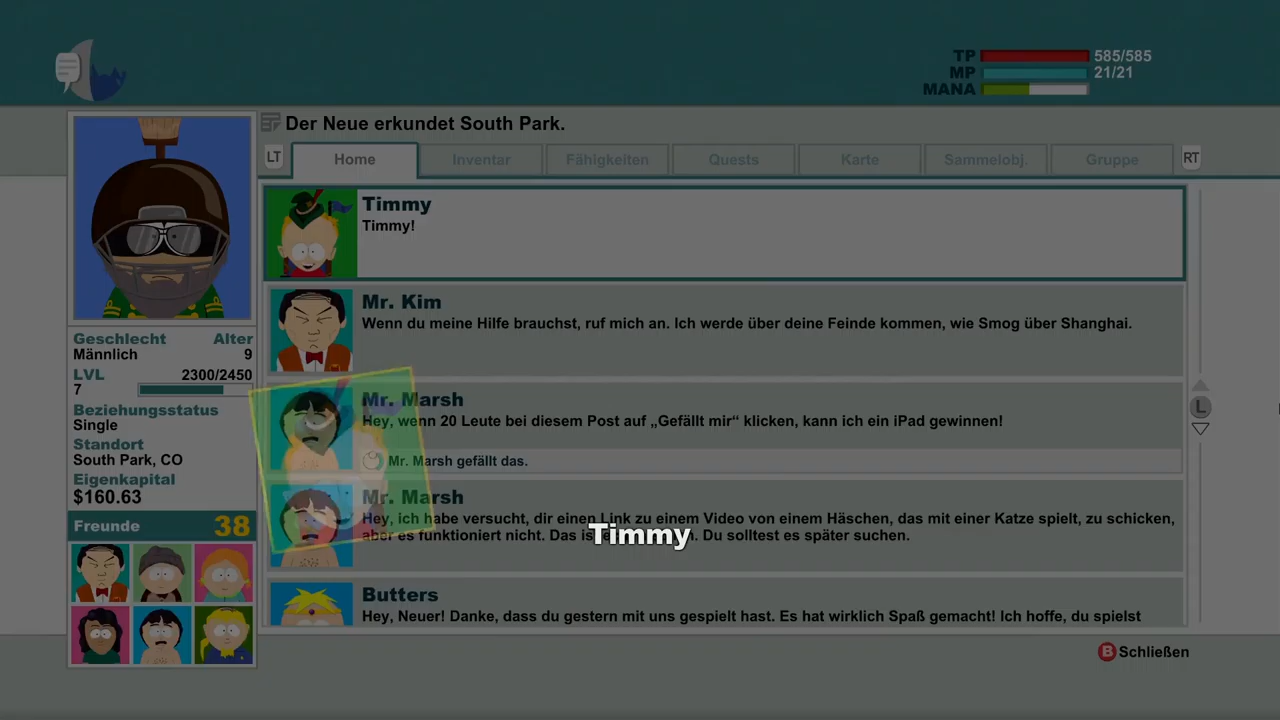 TP 585/585
MP 21/21
MANA
Der Neue erkundet South Park.
LT Home Inventar Fähigkeiten Quests Karte Sammelobj. Gruppe RT
Timmy
Timmy!
Mr. Kim
Wenn du meine Hilfe brauchst, ruf mich an. Ich werde über deine Feinde kommen, wie Smog über Shanghai.
Geschlecht Alter
Männlich 9
LVL 2300/2450
7
Beziehungsstatus
Single
Standort
South Park, CO
Eigenkapital
$160.63
Freunde 38
Mr. Marsh
Hey, wenn 20 Leute bei diesem Post auf „Gefällt mir“ klicken, kann ich ein iPad gewinnen!
Mr. Marsh gefällt das.
L
Mr. Marsh
Hey, ich habe versucht, dir einen Link zu einem Video von einem Häschen, das mit einer Katze spielt, zu schicken,
aber es funktioniert nicht. Das is Du solltest es später suchen.
Timmy
Butters
Hey, Neuer! Danke, dass du gestern mit uns gespielt hast. Es hat wirklich Spaß gemacht! Ich hoffe, du spielst
B Schließen